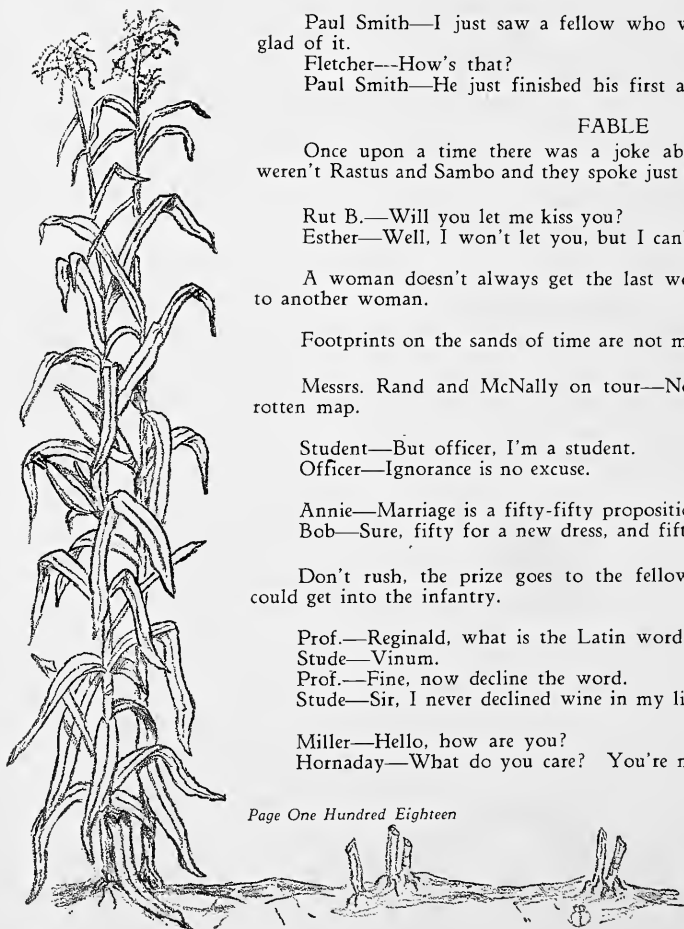 Paul Smith—I just saw a fellow who
glad of it.
Fletcher---How's that?
Paul Smith—He just finished his first
FABLE
Once upon a time there was a joke
weren't Rastus and Sambo and they spoke just
Rut B.—Will you let me kiss you?
Esther—Well, I won't let you, but I
A woman doesn't always get the last
to another woman.
Footprints on the sands of time are not
Messrs. Rand and McNally on tour—
rotten map.
Student—But officer, I'm a student.
Officer—Ignorance is no excuse.
Annie—Marriage is a fifty-fifty
Bob—Sure, fifty for a new dress, and
Don't rush, the prize goes to the
could get into the infantry.
Prof.—Reginald, what is the Latin word
Stude—Vinum.
Prof.—Fine, now decline the word.
Stude—Sir, I never declined wine in my
Miller—Hello, how are you?
Hornaday—What do you care? You're
Page One Hundred Eighteen